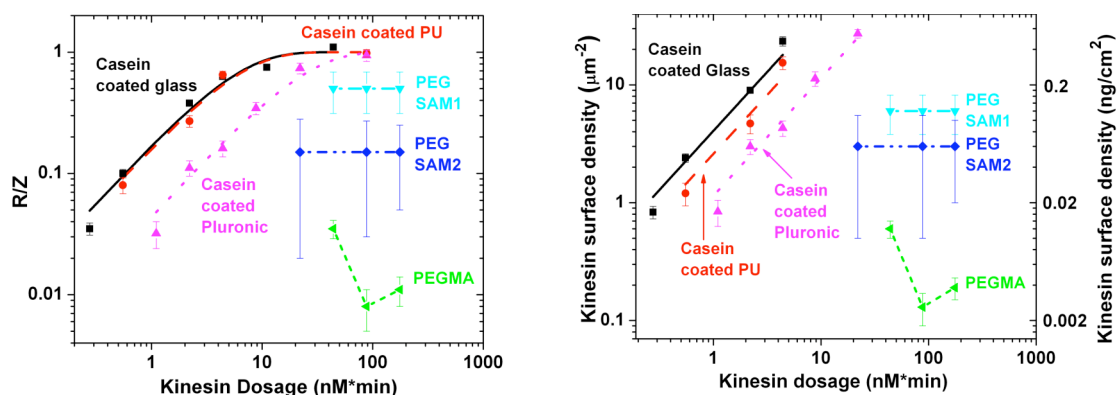 Casein coated PU
Casein
coated glass
PEG
SAM1
PEG
SAM2
Casein
coated
Pluronic
PEGMA
1
0.1
0.01
R/Z
1
10
100
1000
Kinesin Dosage (nM*min)
Casein
coated Glass
PEG
SAM1
PEG
SAM2
Casein
coated
Pluronic
Casein
coated PU
PEGMA
10
1
0.1
Kinesin surface density (μm⁻²)
0.2
0.02
0.002
Kinesin surface density (ng/cm²)
1
10
100
1000
Kinesin dosage (nM*min)